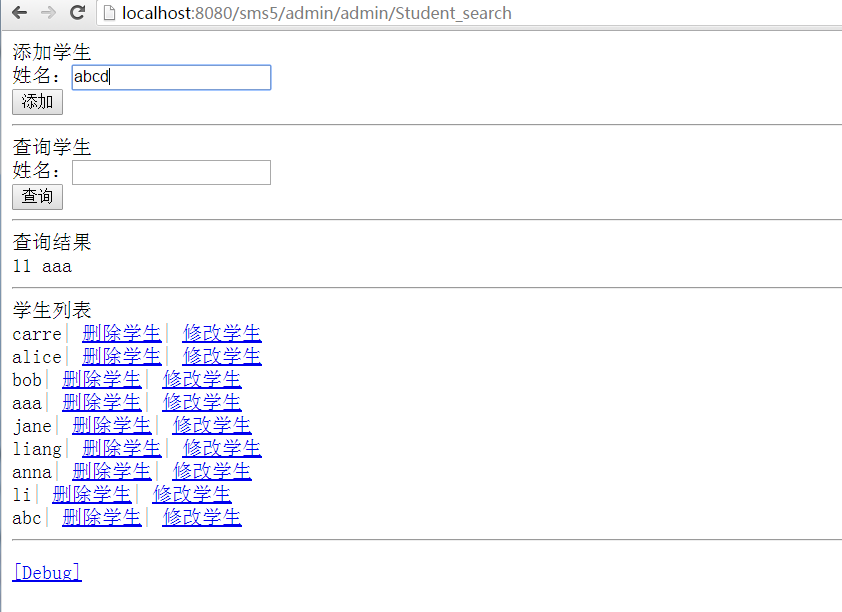 localhost:8080/sms5/admin/admin/Student_search
添加学生
姓名：abcd
添加
查询学生
姓名：
查询
查询结果
11 aaa
学生列表
carre| 删除学生| 修改学生
alice| 删除学生| 修改学生
bob| 删除学生| 修改学生
aaa| 删除学生| 修改学生
jane| 删除学生| 修改学生
liang| 删除学生| 修改学生
anna| 删除学生| 修改学生
li| 删除学生| 修改学生
abc| 删除学生| 修改学生
[Debug]